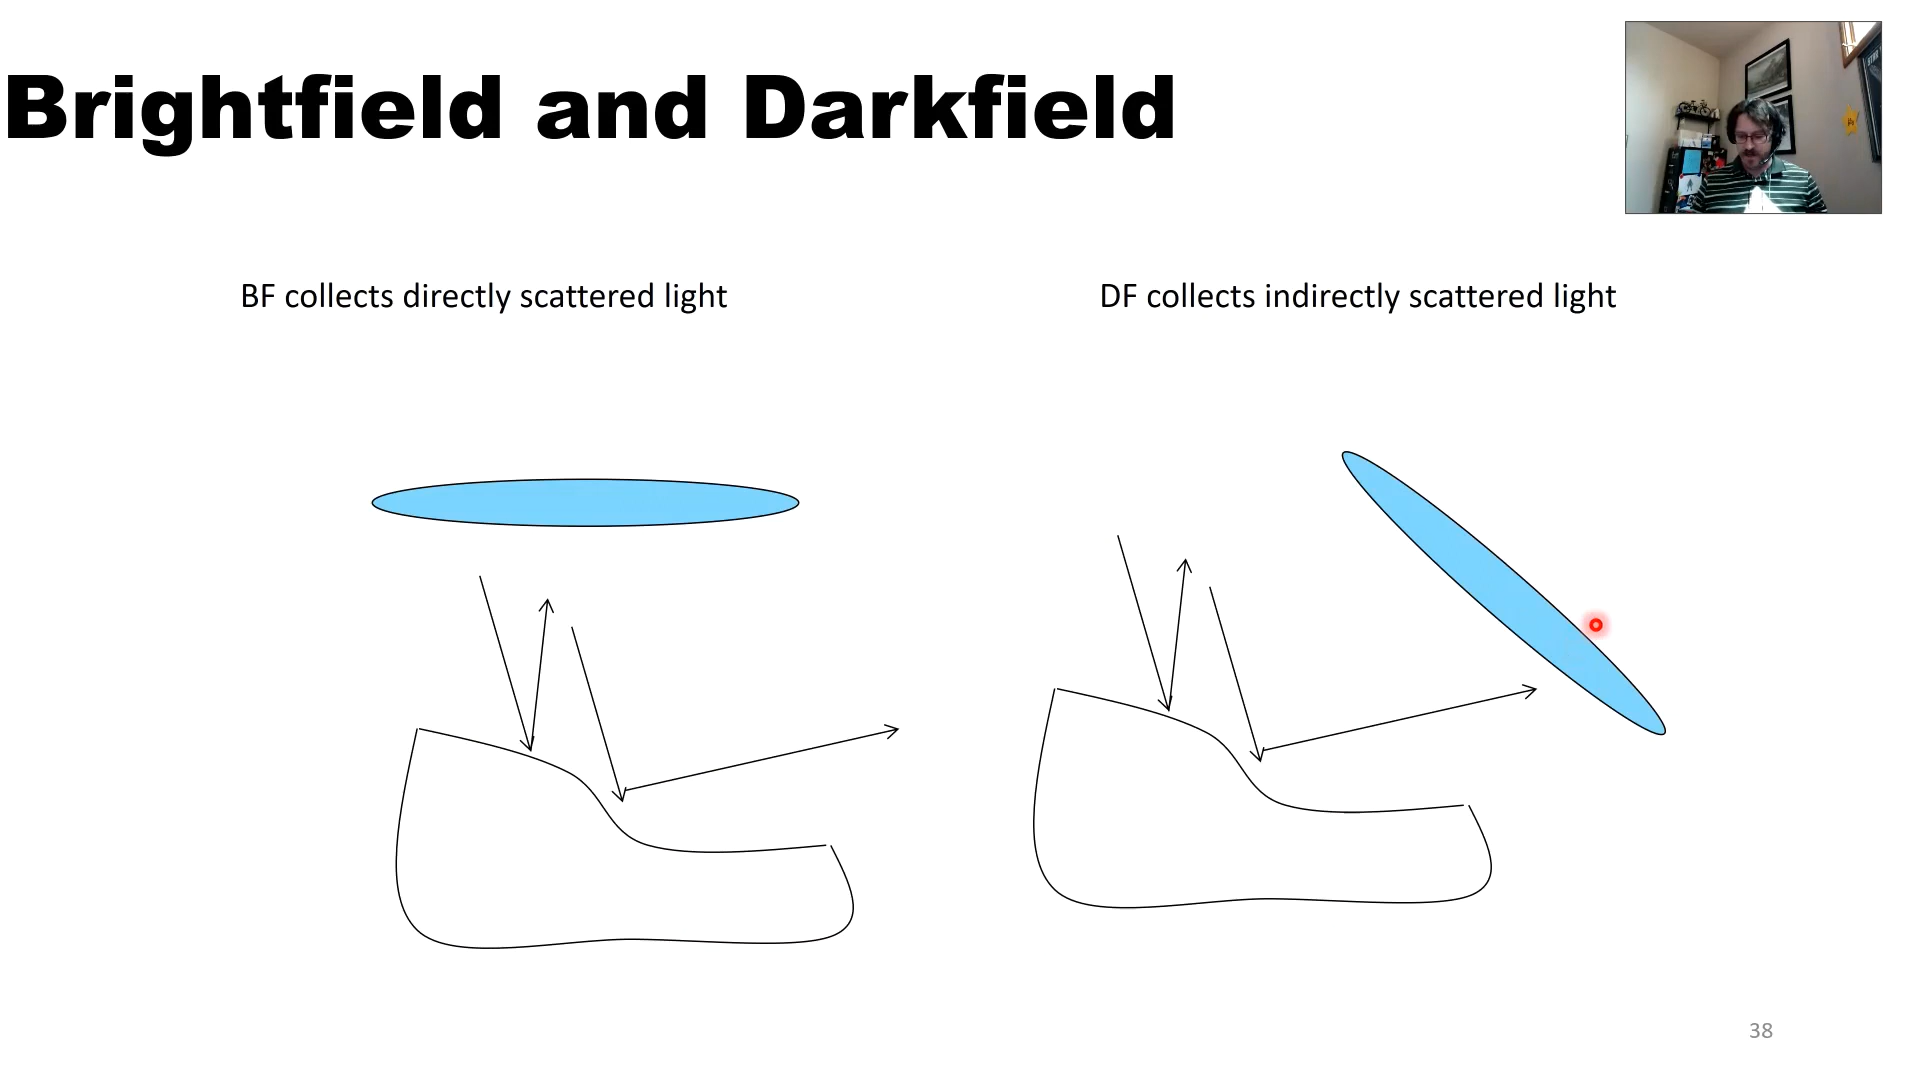 Brightfield and Darkfield
BF collects directly scattered light
DF collects indirectly scattered light
38